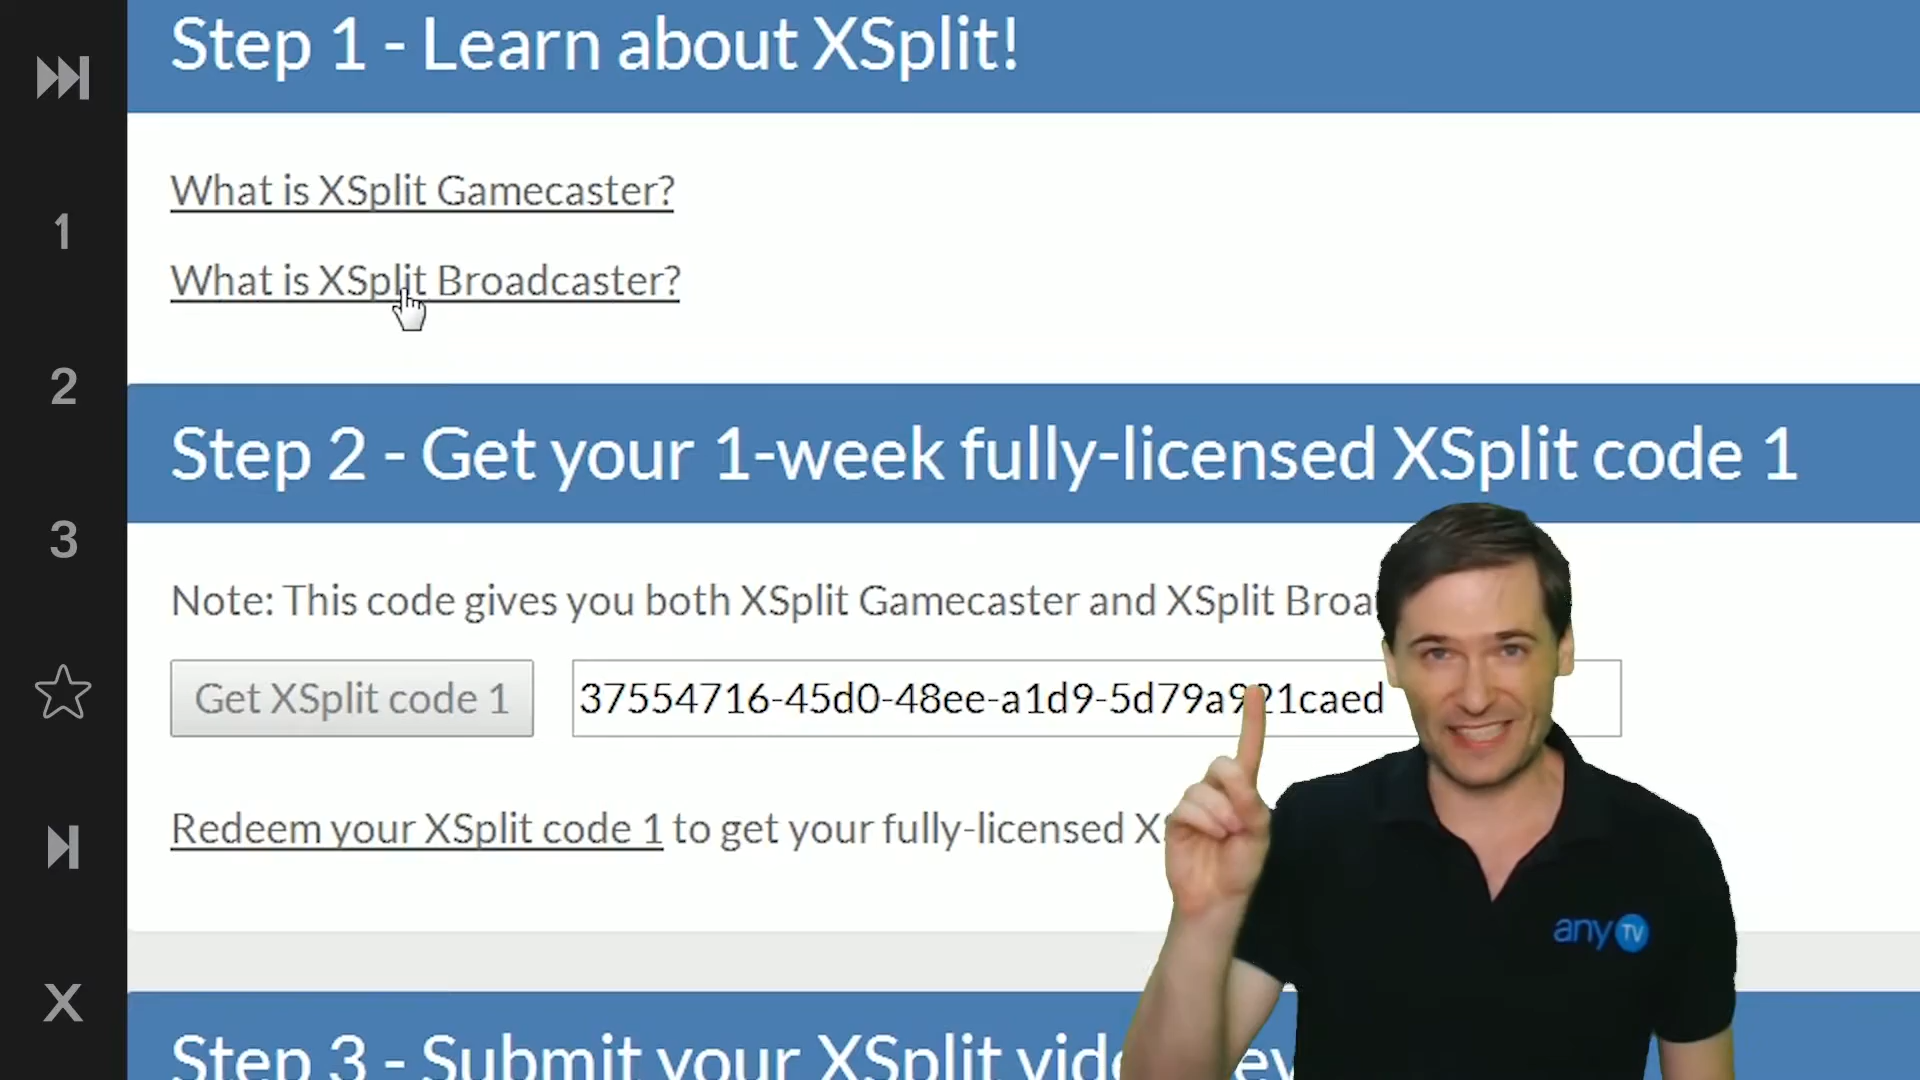 Step 1 - Learn about XSplit!
1
What is XSplit Gamecaster?
What is XSplit Broadcaster?
2
Step 2 - Get your 1-week fully-licensed XSplit code 1
3
Note: This code gives you both XSplit Gamecaster and XSplit Broa
Get XSplit code 1
37554716-45d0-48ee-a1d9-5d79a921caed
Redeem your XSplit code 1 to get your fully-licensed X
any TV
X
Step 3 - Submit your XSplit